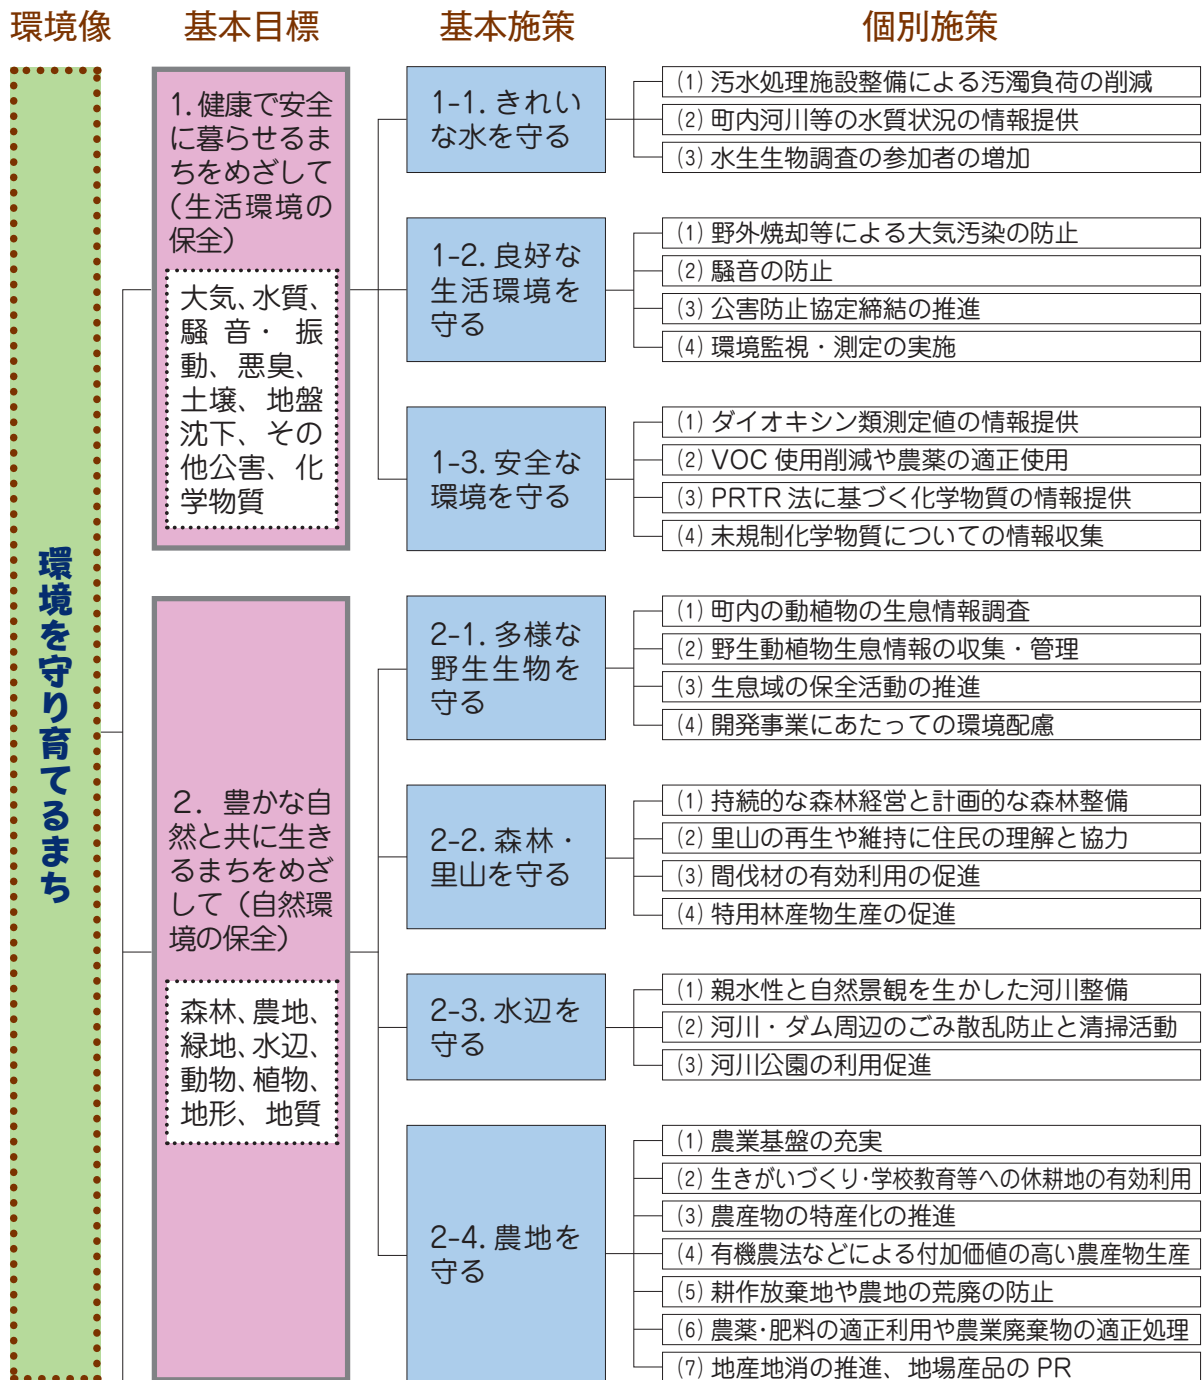 環境像
基本目標
基本施策
個別施策
環境を守り育てるまち
1.健康で安全
に暮らせるま
ちをめざして
(生活環境の
保全)
大気、水質、
騒音・振
動、悪臭、
土壌、地盤
沈下、その
他公害、化
学物質
1-1.きれい
な水を守る
(1)汚水処理施設整備による汚濁負荷の削減
(2)町内河川等の水質状況の情報提供
(3)水生生物調査の参加者の増加
1-2.良好な
生活環境を
守る
(1)野外焼却等による大気汚染の防止
(2)騒音の防止
(3)公害防止協定締結の推進
(4)環境監視・測定の実施
1-3.安全な
環境を守る
(1)ダイオキシン類測定値の情報提供
(2)VOC使用削減や農薬の適正使用
(3)PRTR法に基づく化学物質の情報提供
(4)未規制化学物質についての情報収集
2.豊かな自
然と共に生き
るまちをめざ
して(自然環
境の保全)
森林、農地、
緑地、水辺、
動物、植物、
地形、地質
2-1.多様な
野生生物を
守る
(1)町内の動植物の生息情報調査
(2)野生動植物生息情報の収集・管理
(3)生息域の保全活動の推進
(4)開発事業にあたっての環境配慮
2-2.森林・
里山を守る
(1)持続的な森林経営と計画的な森林整備
(2)里山の再生や維持に住民の理解と協力
(3)間伐材の有効利用の促進
(4)特用林産物生産の促進
2-3.水辺を
守る
(1)親水性と自然景観を生かした河川整備
(2)河川・ダム周辺のごみ散乱防止と清掃活動
(3)河川公園の利用促進
2-4.農地を
守る
(1)農業基盤の充実
(2)生きがいづくり・学校教育等への休耕地の有効利用
(3)農産物の特産化の推進
(4)有機農法などによる付加価値の高い農産物生産
(5)耕作放棄地や農地の荒廃の防止
(6)農薬・肥料の適正利用や農業廃棄物の適正処理
(7)地産地消の推進、地場産品のPR